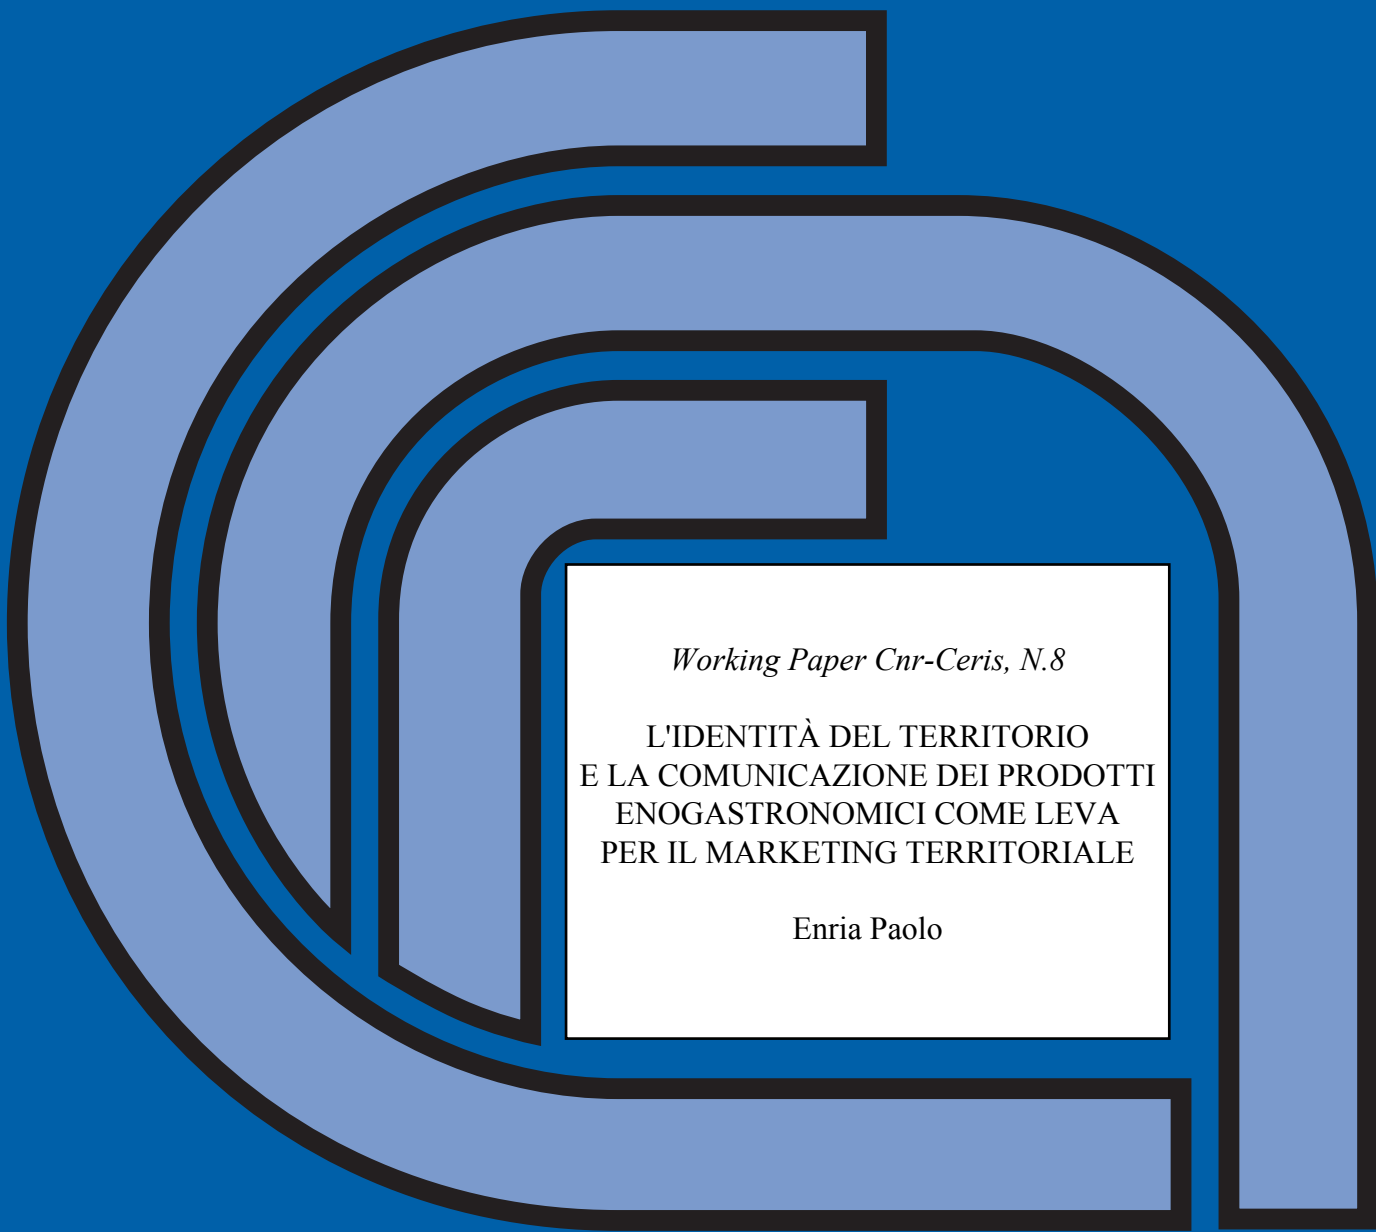 Working Paper Cnr-Ceris, N.8
L'IDENTITÀ DEL TERRITORIO
E LA COMUNICAZIONE DEI PRODOTTI
ENOGASTRONOMICI COME LEVA
PER IL MARKETING TERRITORIALE
Enria Paolo